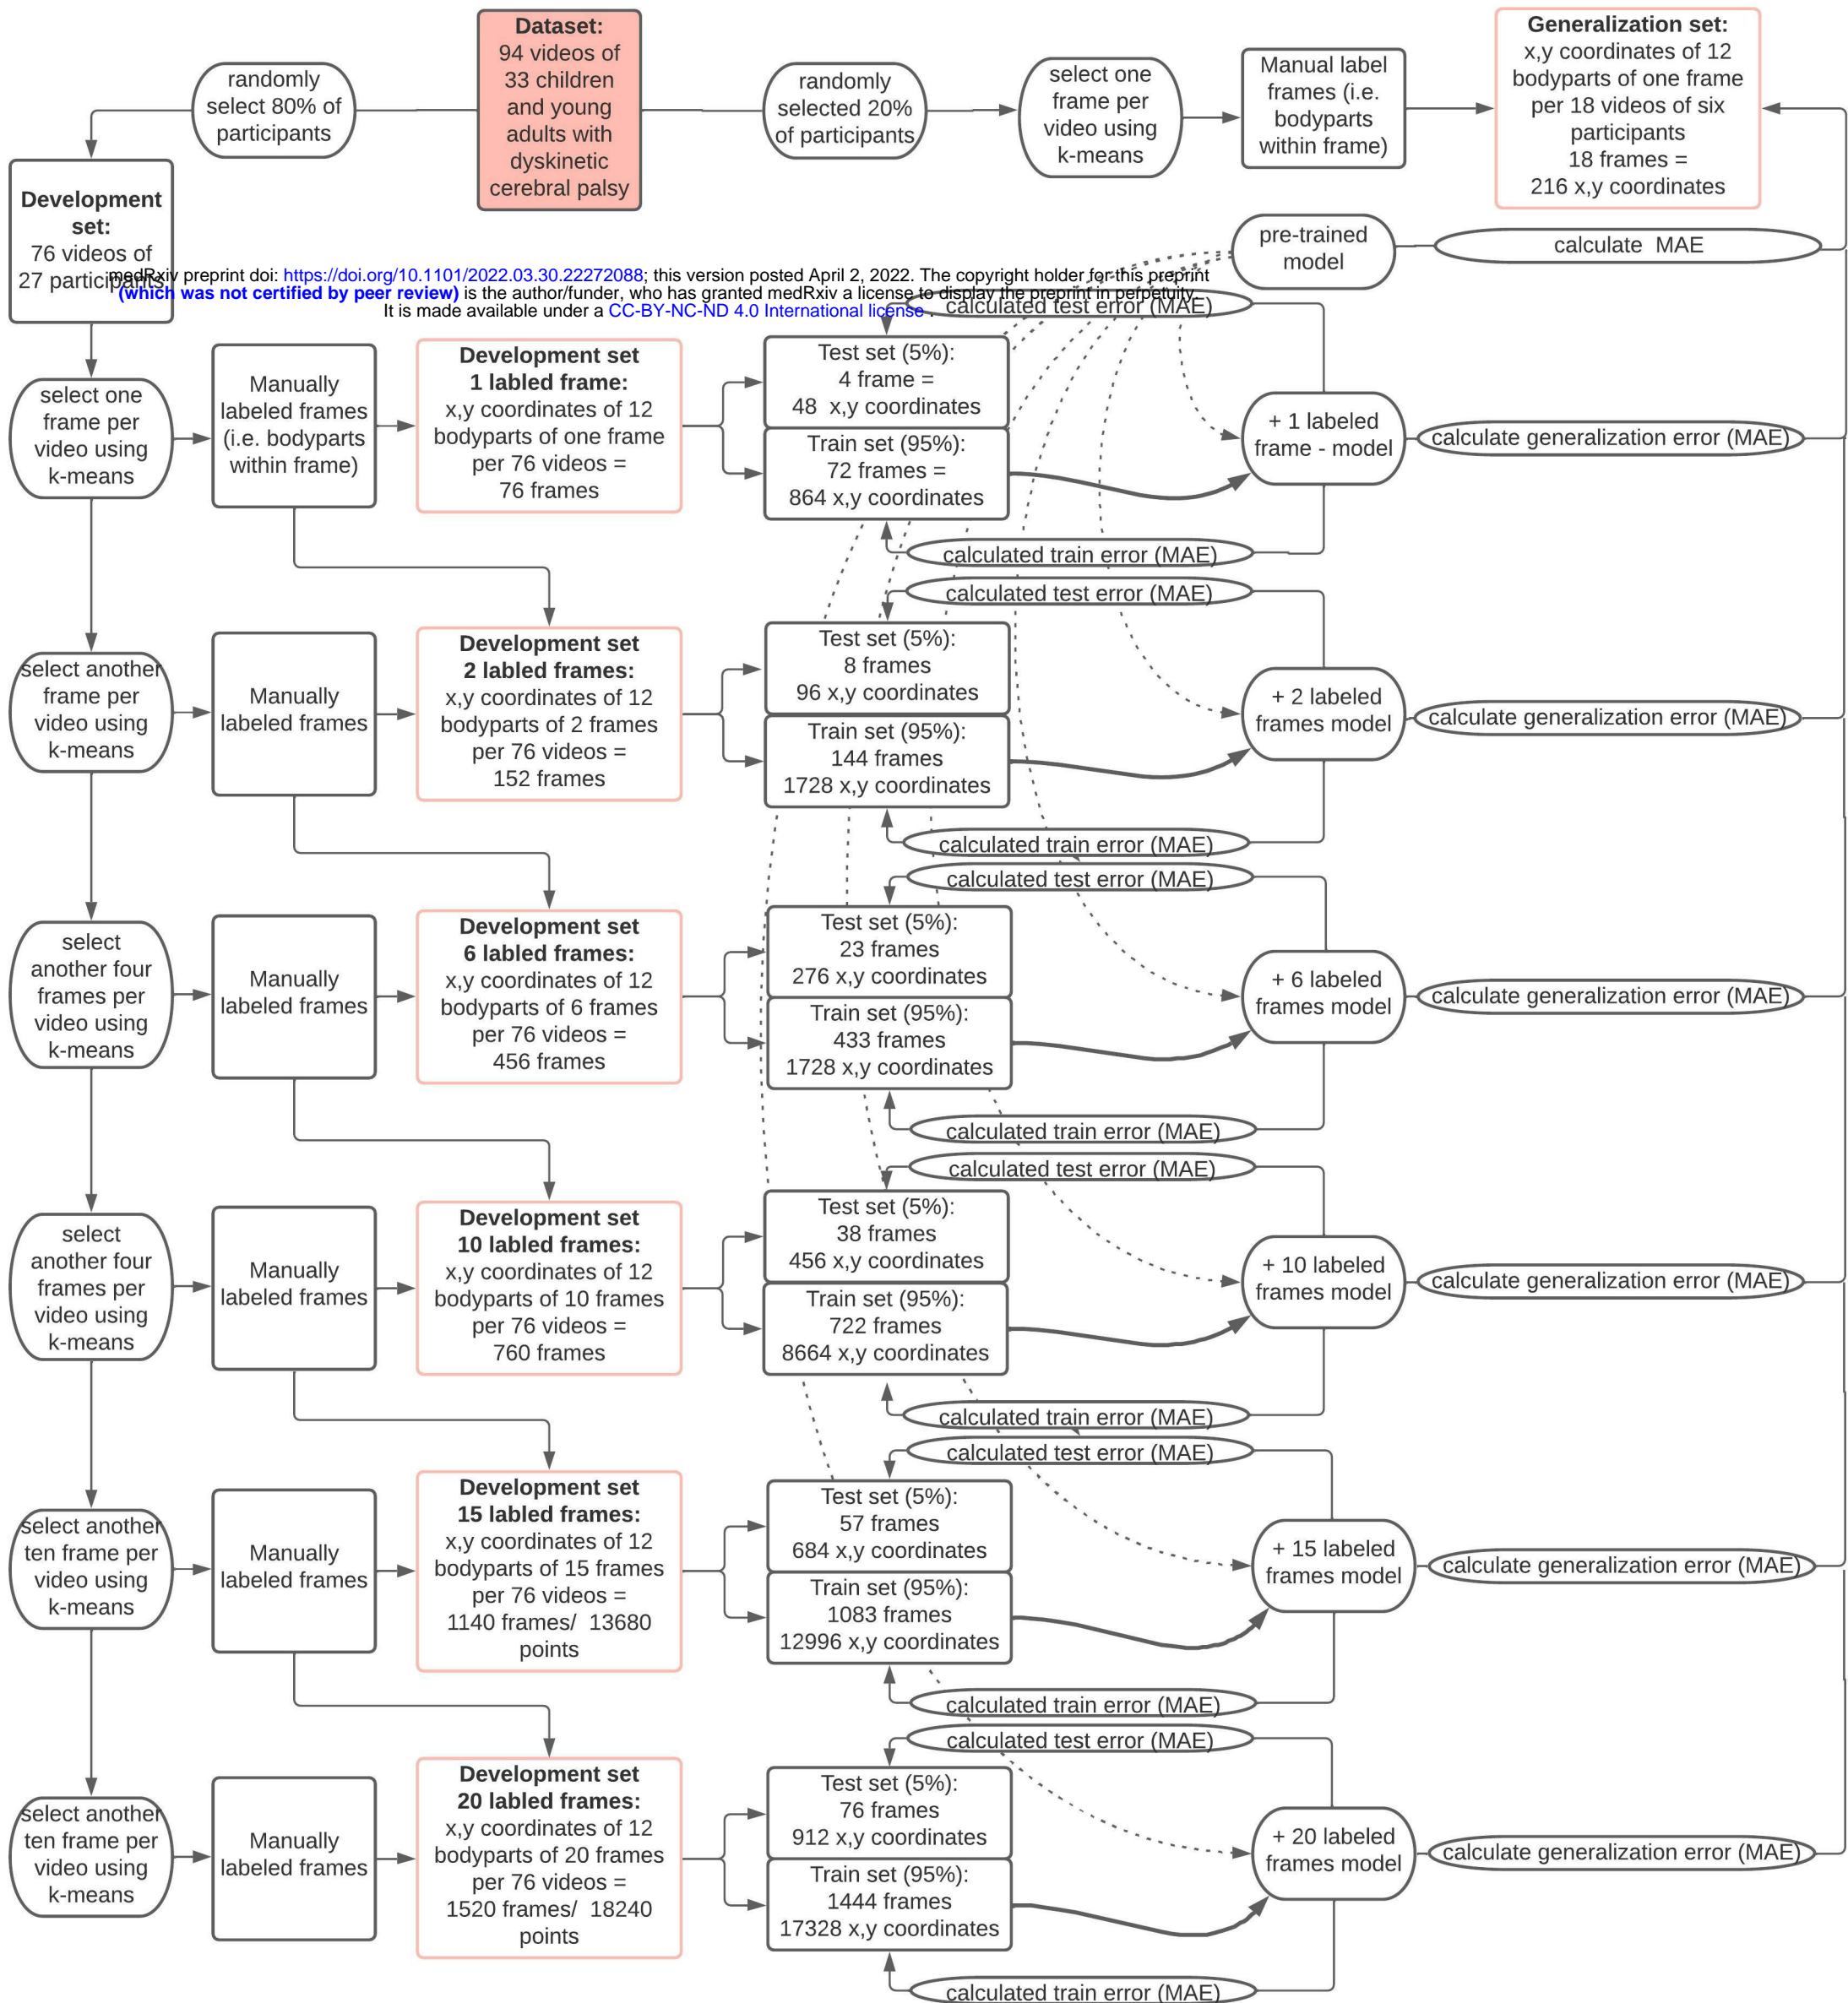 randomly
select 80% of
participants
Dataset:
94 videos of
33 children
and young
adults with
dyskinetic
cerebral palsy
randomly
selected 20%
of participants
select one
frame per
video using
k-means
Manual label
frames (i.e.
bodyparts
within frame)
Generalization set:
x,y coordinates of 12
bodyparts of one frame
per 18 videos of six
participants
18 frames =
216 x,y coordinates
Development
set:
76 videos of
27 participants
pre-trained
model
calculate  MAE
medRxiv preprint doi: https://doi.org/10.1101/2022.03.30.22272088; this version posted April 2, 2022. The copyright holder for this preprint
(which was not certified by peer review) is the author/funder, who has granted medRxiv a license to display the preprint in perpetuity.
It is made available under a CC-BY-NC-ND 4.0 International license .
calculated test error (MAE)
select one
frame per
video using
k-means
Manually
labeled frames
(i.e. bodyparts
within frame)
Development set
1 labled frame:
x,y coordinates of 12
bodyparts of one frame
per 76 videos =
76 frames
Test set (5%):
4 frame =
48  x,y coordinates
Train set (95%):
72 frames =
864 x,y coordinates
+ 1 labeled
frame - model
calculate generalization error (MAE)
calculated train error (MAE)
calculated test error (MAE)
select another
frame per
video using
k-means
Manually
labeled frames
Development set
2 labled frames:
x,y coordinates of 12
bodyparts of 2 frames
per 76 videos =
152 frames
Test set (5%):
8 frames
96 x,y coordinates
Train set (95%):
144 frames
1728 x,y coordinates
+ 2 labeled
frames model
calculate generalization error (MAE)
calculated train error (MAE)
calculated test error (MAE)
select
another four
frames per
video using
k-means
Manually
labeled frames
Development set
6 labled frames:
x,y coordinates of 12
bodyparts of 6 frames
per 76 videos =
456 frames
Test set (5%):
23 frames
276 x,y coordinates
Train set (95%):
433 frames
1728 x,y coordinates
+ 6 labeled
frames model
calculate generalization error (MAE)
calculated train error (MAE)
calculated test error (MAE)
select
another four
frames per
video using
k-means
Manually
labeled frames
Development set
10 labled frames:
x,y coordinates of 12
bodyparts of 10 frames
per 76 videos =
760 frames
Test set (5%):
38 frames
456 x,y coordinates
Train set (95%):
722 frames
8664 x,y coordinates
+ 10 labeled
frames model
calculate generalization error (MAE)
calculated train error (MAE)
calculated test error (MAE)
select another
ten frame per
video using
k-means
Manually
labeled frames
Development set
15 labled frames:
x,y coordinates of 12
bodyparts of 15 frames
per 76 videos =
1140 frames/  13680
points
Test set (5%):
57 frames
684 x,y coordinates
Train set (95%):
1083 frames
12996 x,y coordinates
+ 15 labeled
frames model
calculate generalization error (MAE)
calculated train error (MAE)
calculated test error (MAE)
select another
ten frame per
video using
k-means
Manually
labeled frames
Development set
20 labled frames:
x,y coordinates of 12
bodyparts of 20 frames
per 76 videos =
1520 frames/  18240
points
Test set (5%):
76 frames
912 x,y coordinates
Train set (95%):
1444 frames
17328 x,y coordinates
+ 20 labeled
frames model
calculate generalization error (MAE)
calculated train error (MAE)